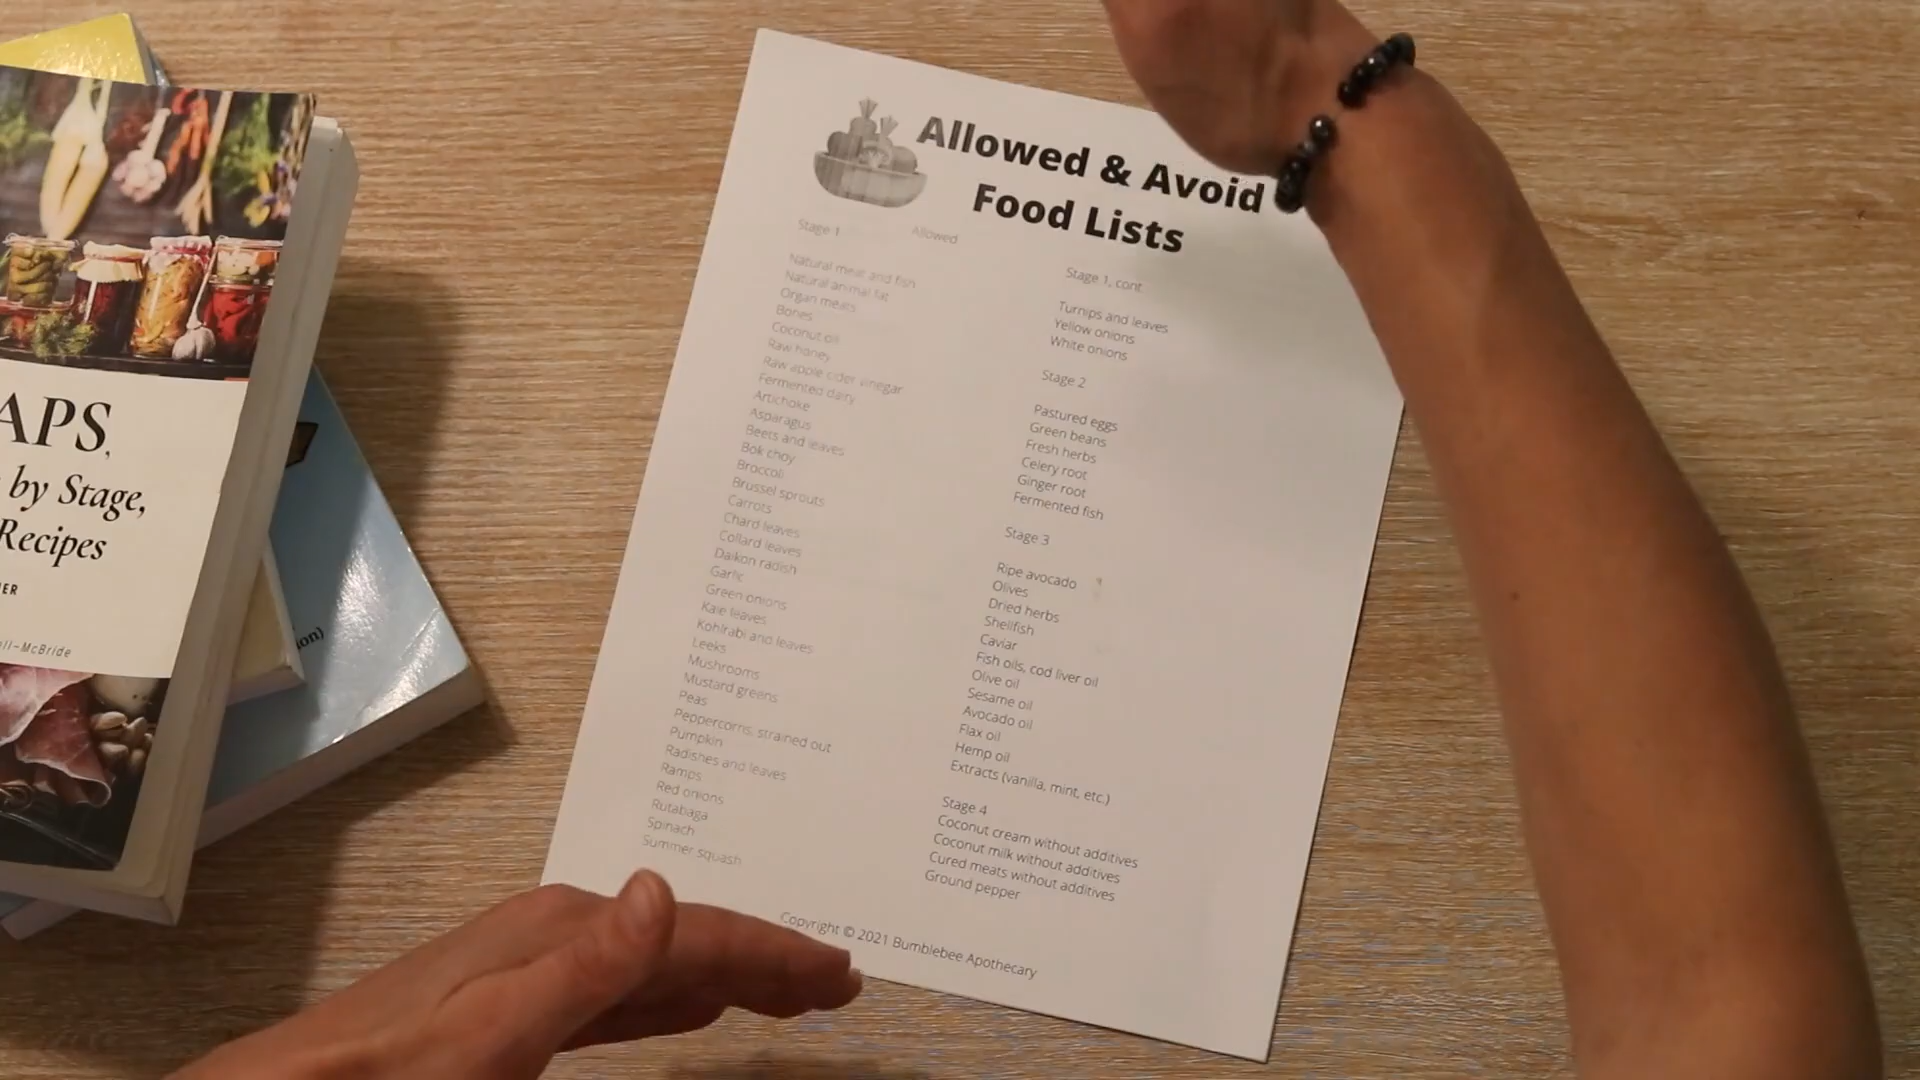 APS,
by Stage,
Recipes
ER
ll-McBride
ion)
Allowed & Avoid
Food Lists
Stage 1
Allowed
Natural meat and fish
Natural animal fat
Organ meats
Bones
Coconut oil
Raw honey
Raw apple cider vinegar
Fermented dairy
Artichoke
Asparagus
Beets and leaves
Bok choy
Broccoli
Brussel sprouts
Carrots
Chard leaves
Collard leaves
Daikon radish
Garlic
Green onions
Kale leaves
Kohlrabi and leaves
Leeks
Mushrooms
Mustard greens
Peas
Peppercorns, strained out
Pumpkin
Radishes and leaves
Ramps
Red onions
Rutabaga
Spinach
Summer squash
Stage 1, cont
Turnips and leaves
Yellow onions
White onions
Stage 2
Pastured eggs
Green beans
Fresh herbs
Celery root
Ginger root
Fermented fish
Stage 3
Ripe avocado
Olives
Dried herbs
Shellfish
Caviar
Fish oils, cod liver oil
Olive oil
Sesame oil
Avocado oil
Flax oil
Hemp oil
Extracts (vanilla, mint, etc.)
Stage 4
Coconut cream without additives
Coconut milk without additives
Cured meats without additives
Ground pepper
Copyright © 2021 Bumblebee Apothecary